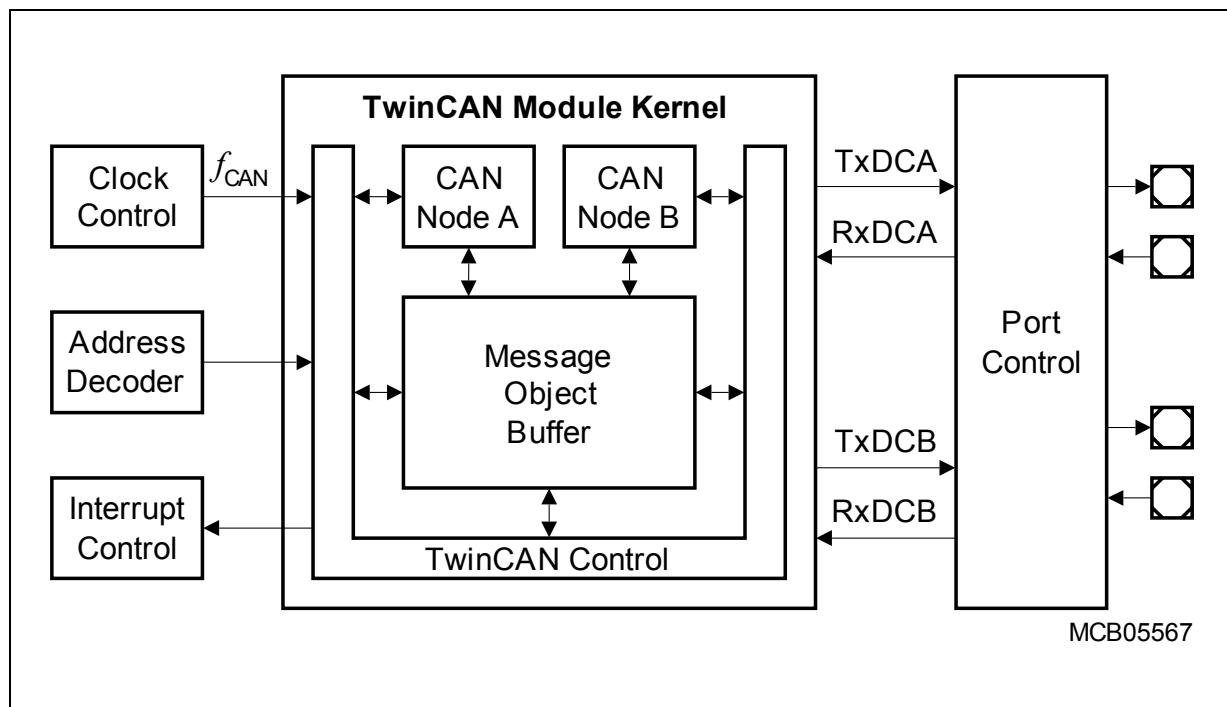 TwinCAN Module Kernel
Clock
Control
fCAN
CAN
Node A
CAN
Node B
TxDCA
RxDCA
Address
Decoder
Message
Object
Buffer
Port
Control
TxDCB
RxDCB
Interrupt
Control
TwinCAN Control
MCB05567